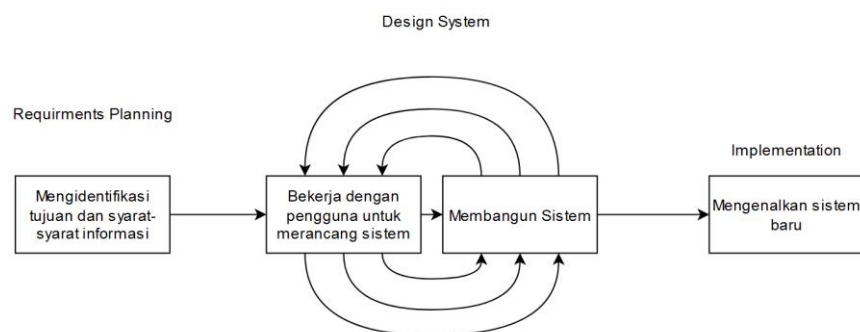 Design System
Requirments Planning
Implementation
Mengidentifikasi
tujuan dan syarat-
syarat informasi
Bekerja dengan
pengguna untuk
merancang sistem
Membangun Sistem
Mengenalkan sistem
baru